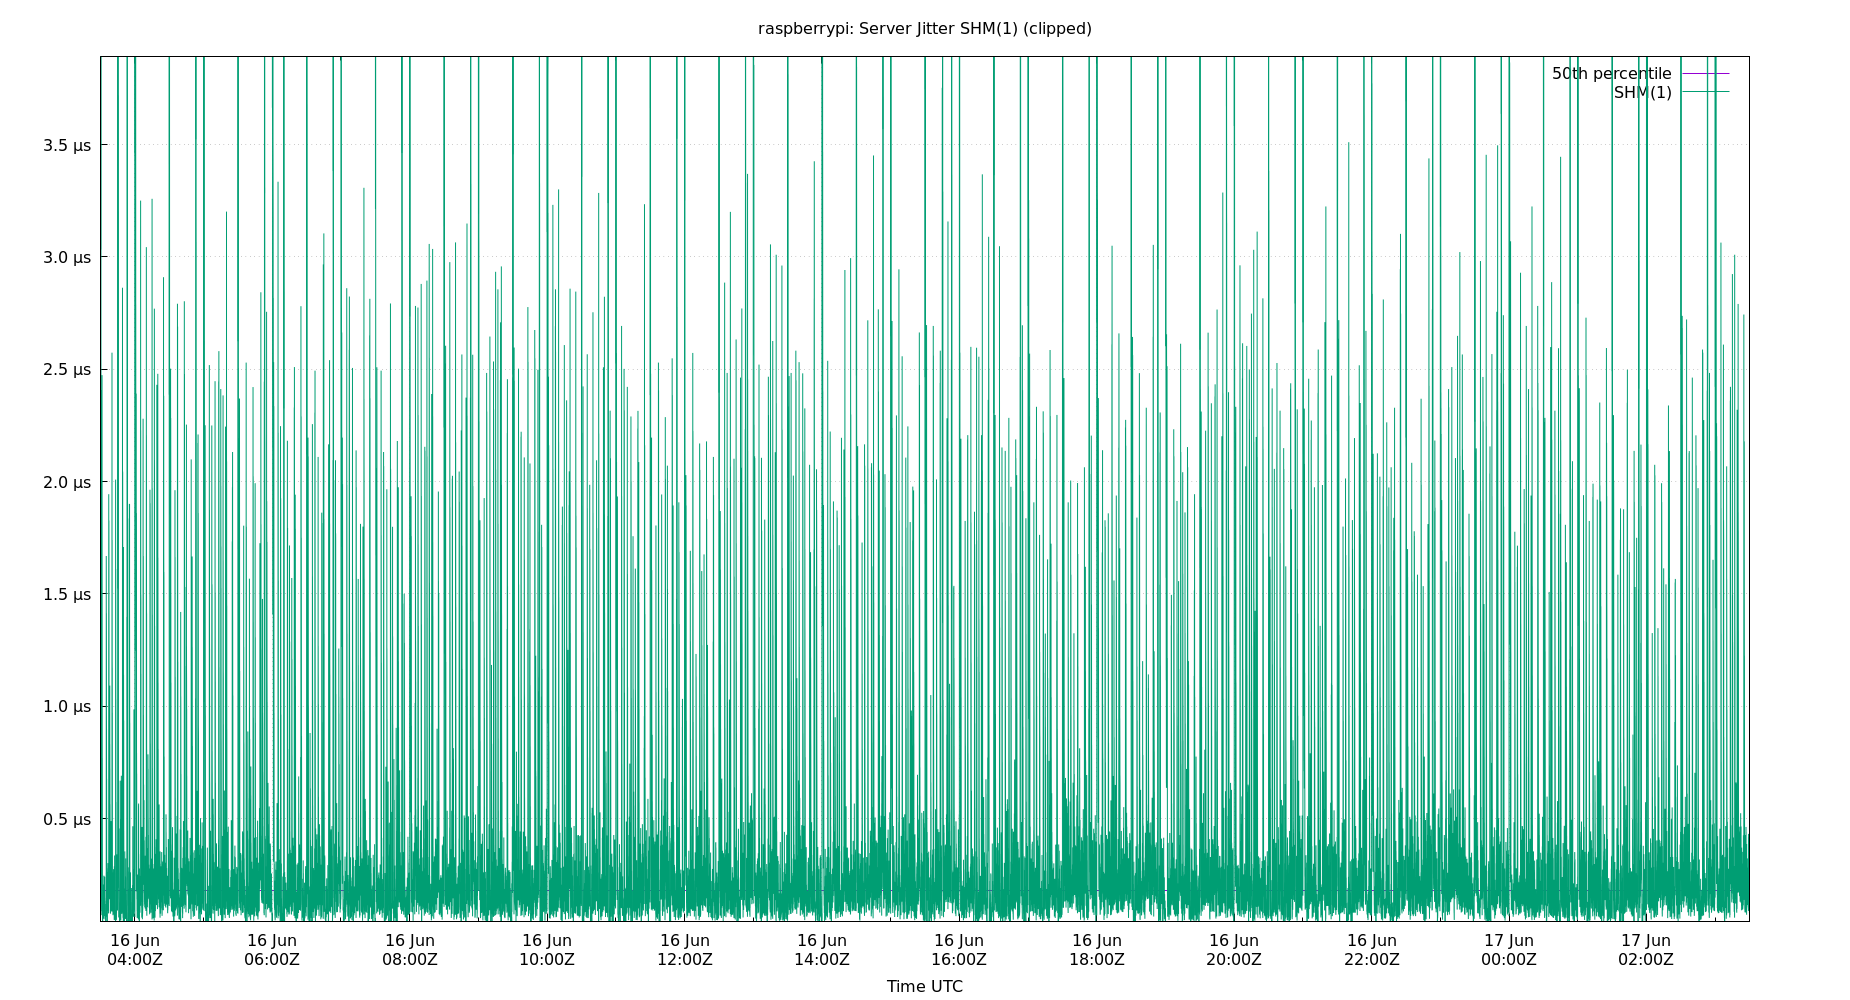 raspberrypi: Server Jitter SHM(1) (clipped)
50th percentile
SHM(1)
3.5 µs
3.0 µs
2.5 µs
2.0 µs
1.5 µs
1.0 µs
0.5 µs
16 Jun 16 Jun 16 Jun 16 Jun 16 Jun 16 Jun 16 Jun 16 Jun 16 Jun 16 Jun 17 Jun 17 Jun
04:00Z 06:00Z 08:00Z 10:00Z 12:00Z 14:00Z 16:00Z 18:00Z 20:00Z 22:00Z 00:00Z 02:00Z
Time UTC